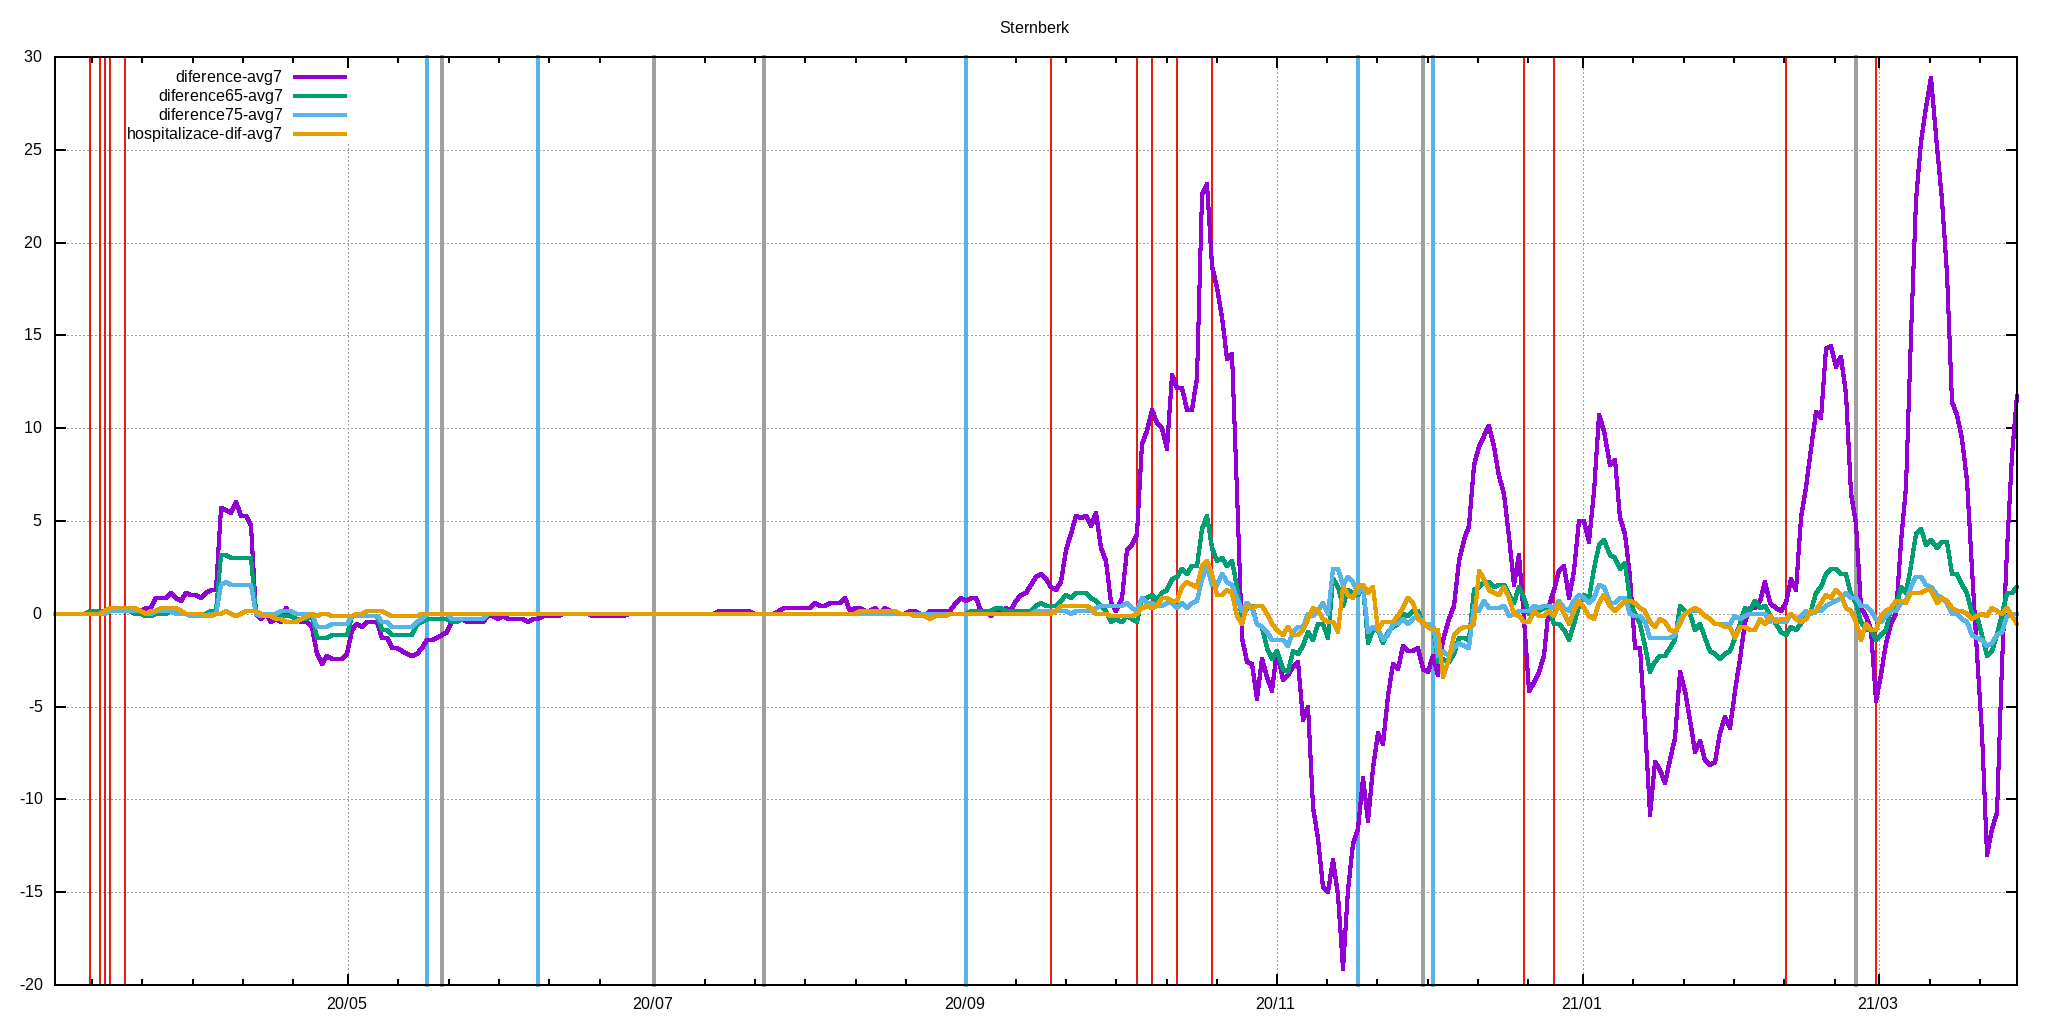 Sternberk
30
diference-avg7
diference65-avg7
diference75-avg7
hospitalizace-dif-avg7
25
20
15
10
5
0
-5
-10
-15
-20
20/05 20/07 20/09 20/11 21/01 21/03